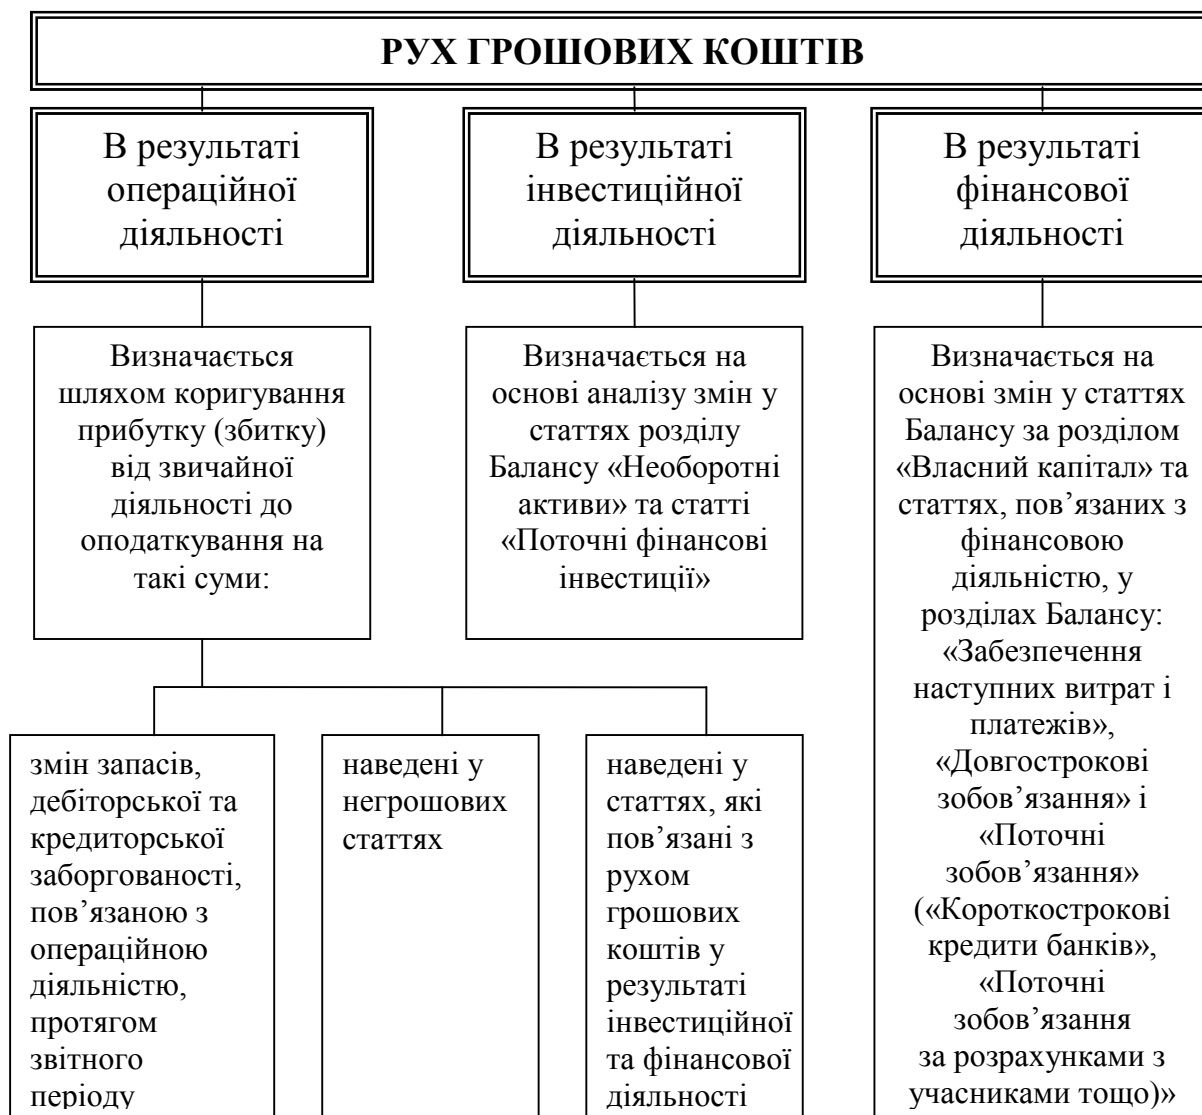 РУХ ГРОШОВИХ КОШТІВ
В результаті
операційної
діяльності
В результаті
інвестиційної
діяльності
В результаті
фінансової
діяльності
Визначається
шляхом коригування
прибутку (збитку)
від звичайної
діяльності до
оподаткування на
такі суми:
Визначається на
основі аналізу змін у
статтях розділу
Балансу «Необоротні
активи» та статті
«Поточні фінансові
інвестиції»
Визначається на
основі змін у статтях
Балансу за розділом
«Власний капітал» та
статтях, пов’язаних з
фінансовою
діяльністю, у
розділах Балансу:
«Забезпечення
наступних витрат і
платежів»,
«Довгострокові
зобов’язання» і
«Поточні
зобов’язання»
(«Короткострокові
кредити банків»,
«Поточні
зобов’язання
за розрахунками з
учасниками тощо)»
змін запасів,
дебіторської та
кредиторської
заборгованості,
пов’язаною з
операційною
діяльністю,
протягом
звітного
періоду
наведені у
негрошових
статтях
наведені у
статтях, які
пов’язані з
рухом
грошових
коштів у
результаті
інвестиційної
та фінансової
діяльності